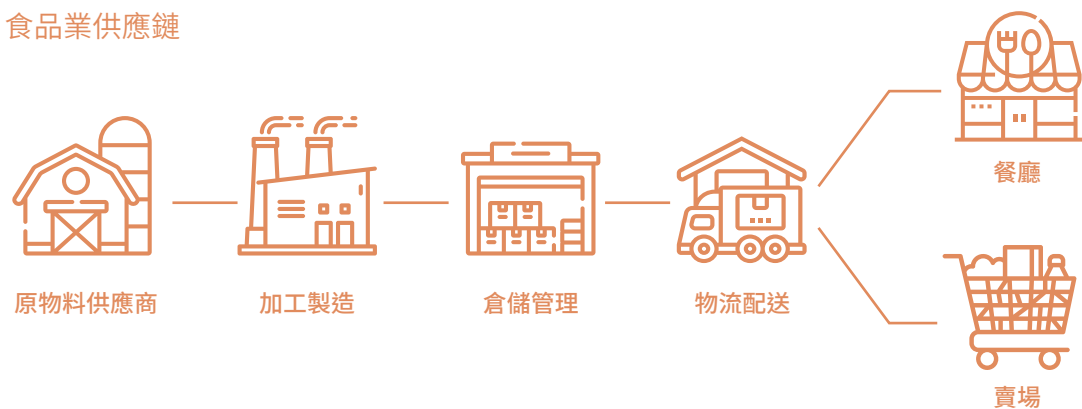 食品業供應鏈
原物料供應商
加工製造
倉儲管理
物流配送
餐廳
賣場